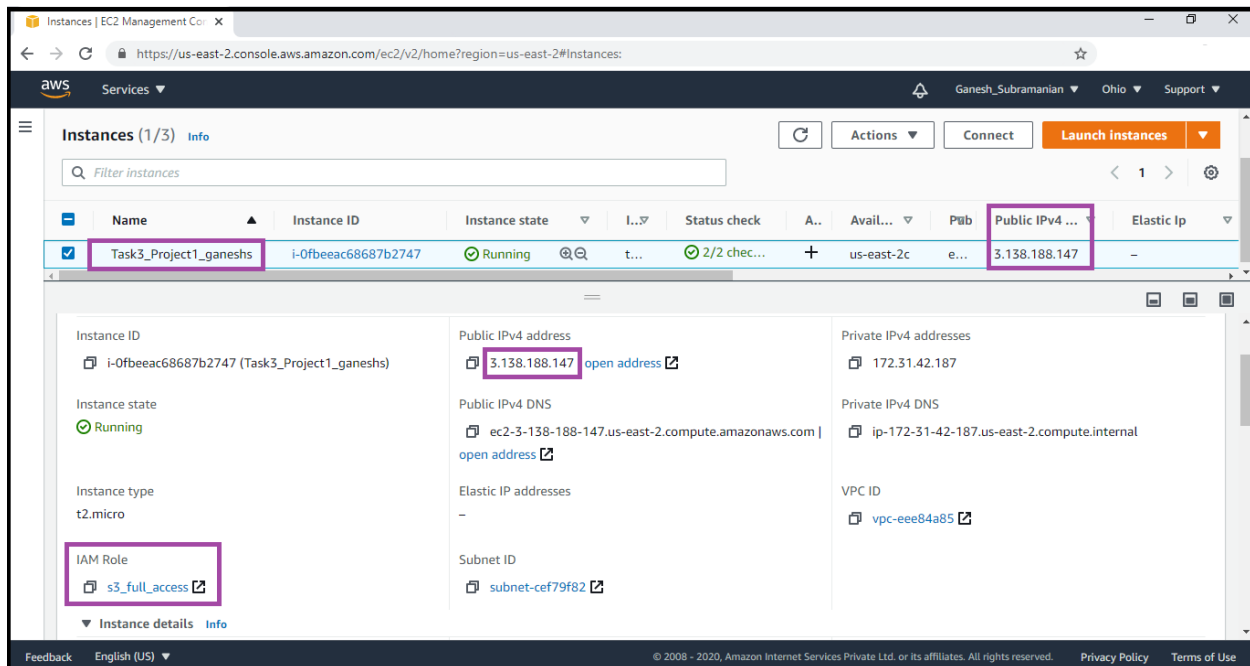 Instances | EC2 Management Con
https://us-east-2.console.aws.amazon.com/ec2/v2/home?region=us-east-2#Instances:
aws Services Ganesh_Subramanian Ohio Support
Instances (1/3) Info Actions Connect Launch instances
Filter instances 1
Name Instance ID Instance state I... Status check A.. Avail... Public IPv4 ... Elastic Ip
Task3_Project1_ganeshs i-0fbeeac68687b2747 Running t... 2/2 chec... us-east-2c e... 3.138.188.147 –
Instance ID Public IPv4 address Private IPv4 addresses
i-0fbeeac68687b2747 (Task3_Project1_ganeshs) 3.138.188.147 open address 172.31.42.187
Instance state Public IPv4 DNS Private IPv4 DNS
Running ec2-3-138-188-147.us-east-2.compute.amazonaws.com | ip-172-31-42-187.us-east-2.compute.internal
open address
Instance type Elastic IP addresses VPC ID
t2.micro – vpc-eee84a85
IAM Role Subnet ID
s3_full_access subnet-cef79f82
Instance details Info
Feedback English (US) © 2008 - 2020, Amazon Internet Services Private Ltd. or its affiliates. All rights reserved. Privacy Policy Terms of Use